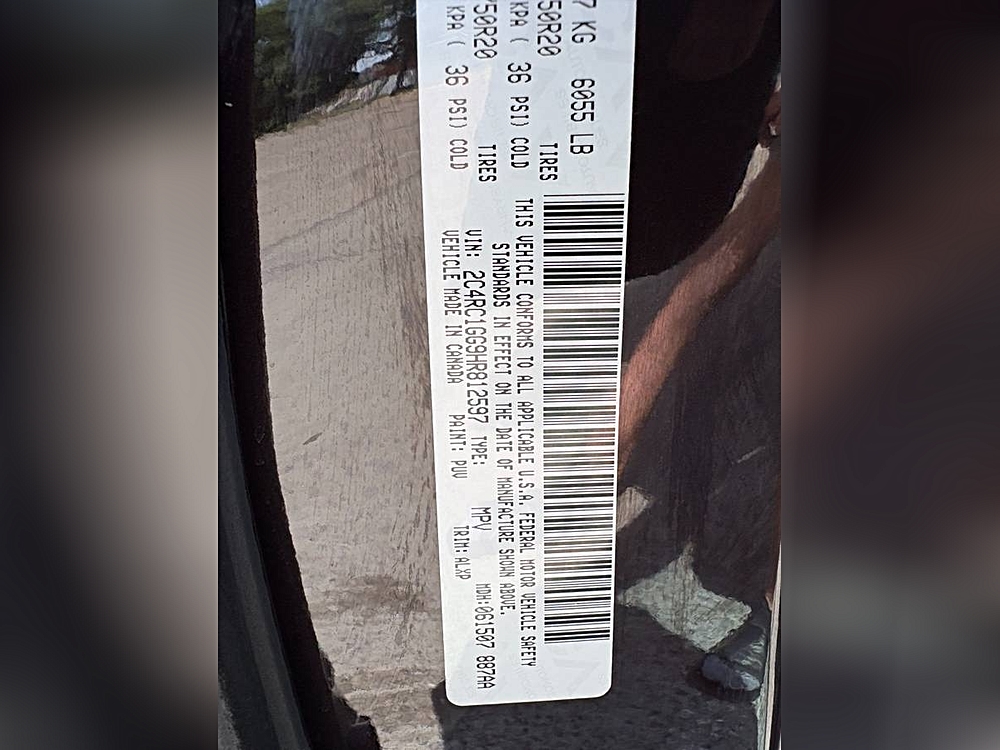 7 KG 6055 LB
TIRES
50R20
KPA ( 36 PSI) COLD
TIRES
50R20
KPA ( 36 PSI) COLD
THIS VEHICLE CONFORMS TO ALL APPLICABLE U.S.A. FEDERAL MOTOR VEHICLE SAFETY
STANDARDS IN EFFECT ON THE DATE OF MANUFACTURE SHOWN ABOVE.
VIN: 2C4RC1GG9HR812597 TYPE: MPV MDH:061507 887AA
VEHICLE MADE IN CANADA PAINT: PUV TRIM:ALXP